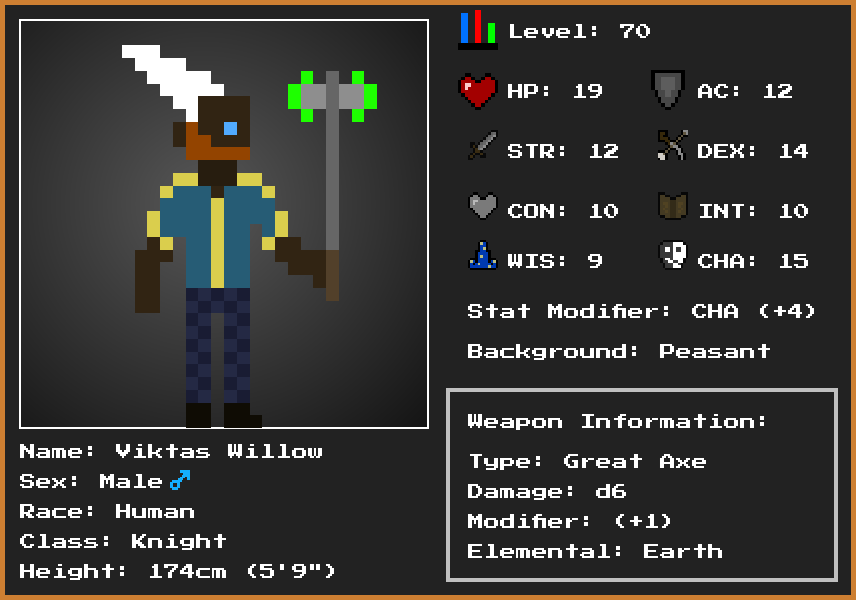 Level: 70
HP: 19
AC: 12
STR: 12
DEX: 14
CON: 10
INT: 10
WIS: 9
CHA: 15
Stat Modifier: CHA (+4)
Background: Peasant
Weapon Information:
Type: Great Axe
Damage: d6
Modifier: (+1)
Elemental: Earth
Name: Viktas Willow
Sex: Male ♂
Race: Human
Class: Knight
Height: 174cm (5'9")